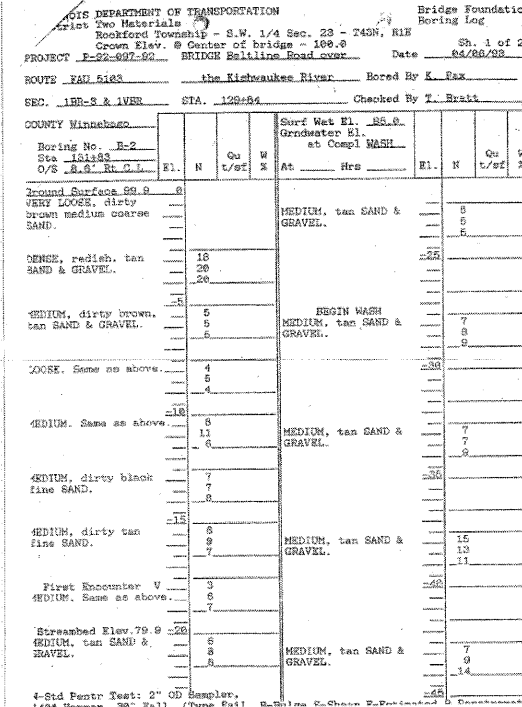 DEPARTMENT OF TRANSPORTATION
Bridge Foundatio
trict Two Materials
Boring Log
Rockford Township - S.W. 1/4 Sec. 23 - T43N, R1E
Crown Elev. @ Center of bridge - 100.0
Sh. 1 of 2
PROJECT P-92-097-92 BRIDGE Beltline Road over Date 04/06/93
ROUTE FAU 5103 the Kishwaukee River Bored By K. Pax
SEC. 1BR-3 & 1VBR STA. 129+84 Checked By T. Bratt
COUNTY Winnebago
Surf Wat El. 85.0
Grndwater El.
at Compl WASH
Boring No. B-2
Sta 131+83
O/S 8.8' Rt C.L
El. N Qu t/sf W %
At Hrs El. N Qu t/sf
Ground Surface 99.9 0
VERY LOOSE, dirty
brown medium coarse
SAND.
MEDIUM, tan SAND &
GRAVEL.
6
5
5
DENSE, redish, tan
SAND & GRAVEL.
18
20
20
-25
-5
MEDIUM, dirty brown,
tan SAND & GRAVEL.
5
5
5
BEGIN WASH
MEDIUM, tan SAND &
GRAVEL.
7
8
9
LOOSE. Same as above.
4
5
4
-30
-10
MEDIUM. Same as above.
8
11
6
MEDIUM, tan SAND &
GRAVEL.
7
7
9
MEDIUM, dirty black
fine SAND.
7
7
8
-35
-15
MEDIUM, dirty tan
fine SAND.
6
9
7
MEDIUM, tan SAND &
GRAVEL.
15
13
11
First Encounter V
MEDIUM. Same as above.
3
6
7
-40
Streambed Elev.79.9 -20
MEDIUM, tan SAND &
GRAVEL.
6
8
8
MEDIUM, tan SAND &
GRAVEL.
7
9
14
-45
N-Std Pentr Test: 2" OD Sampler,